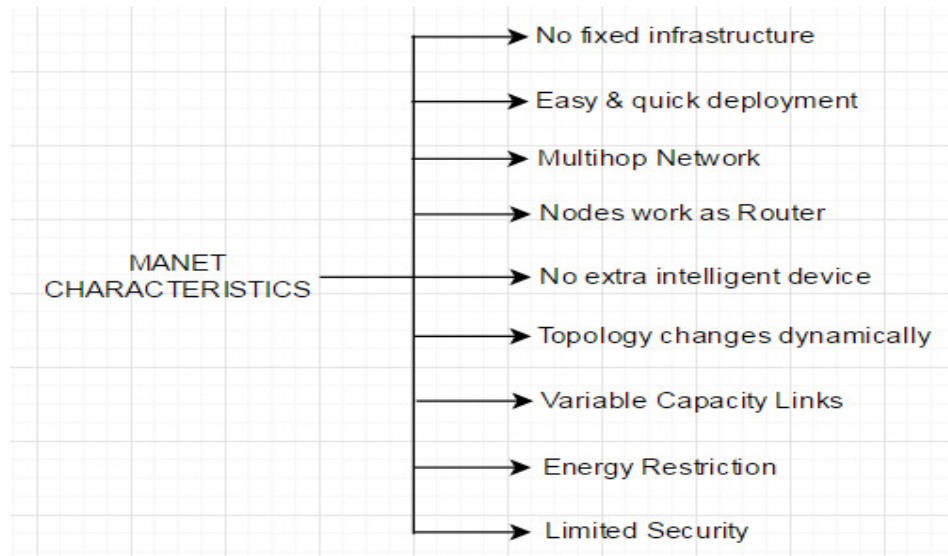 No fixed infrastructure
Easy & quick deployment
Multihop Network
Nodes work as Router
MANET
CHARACTERISTICS
No extra intelligent device
Topology changes dynamically
Variable Capacity Links
Energy Restriction
Limited Security